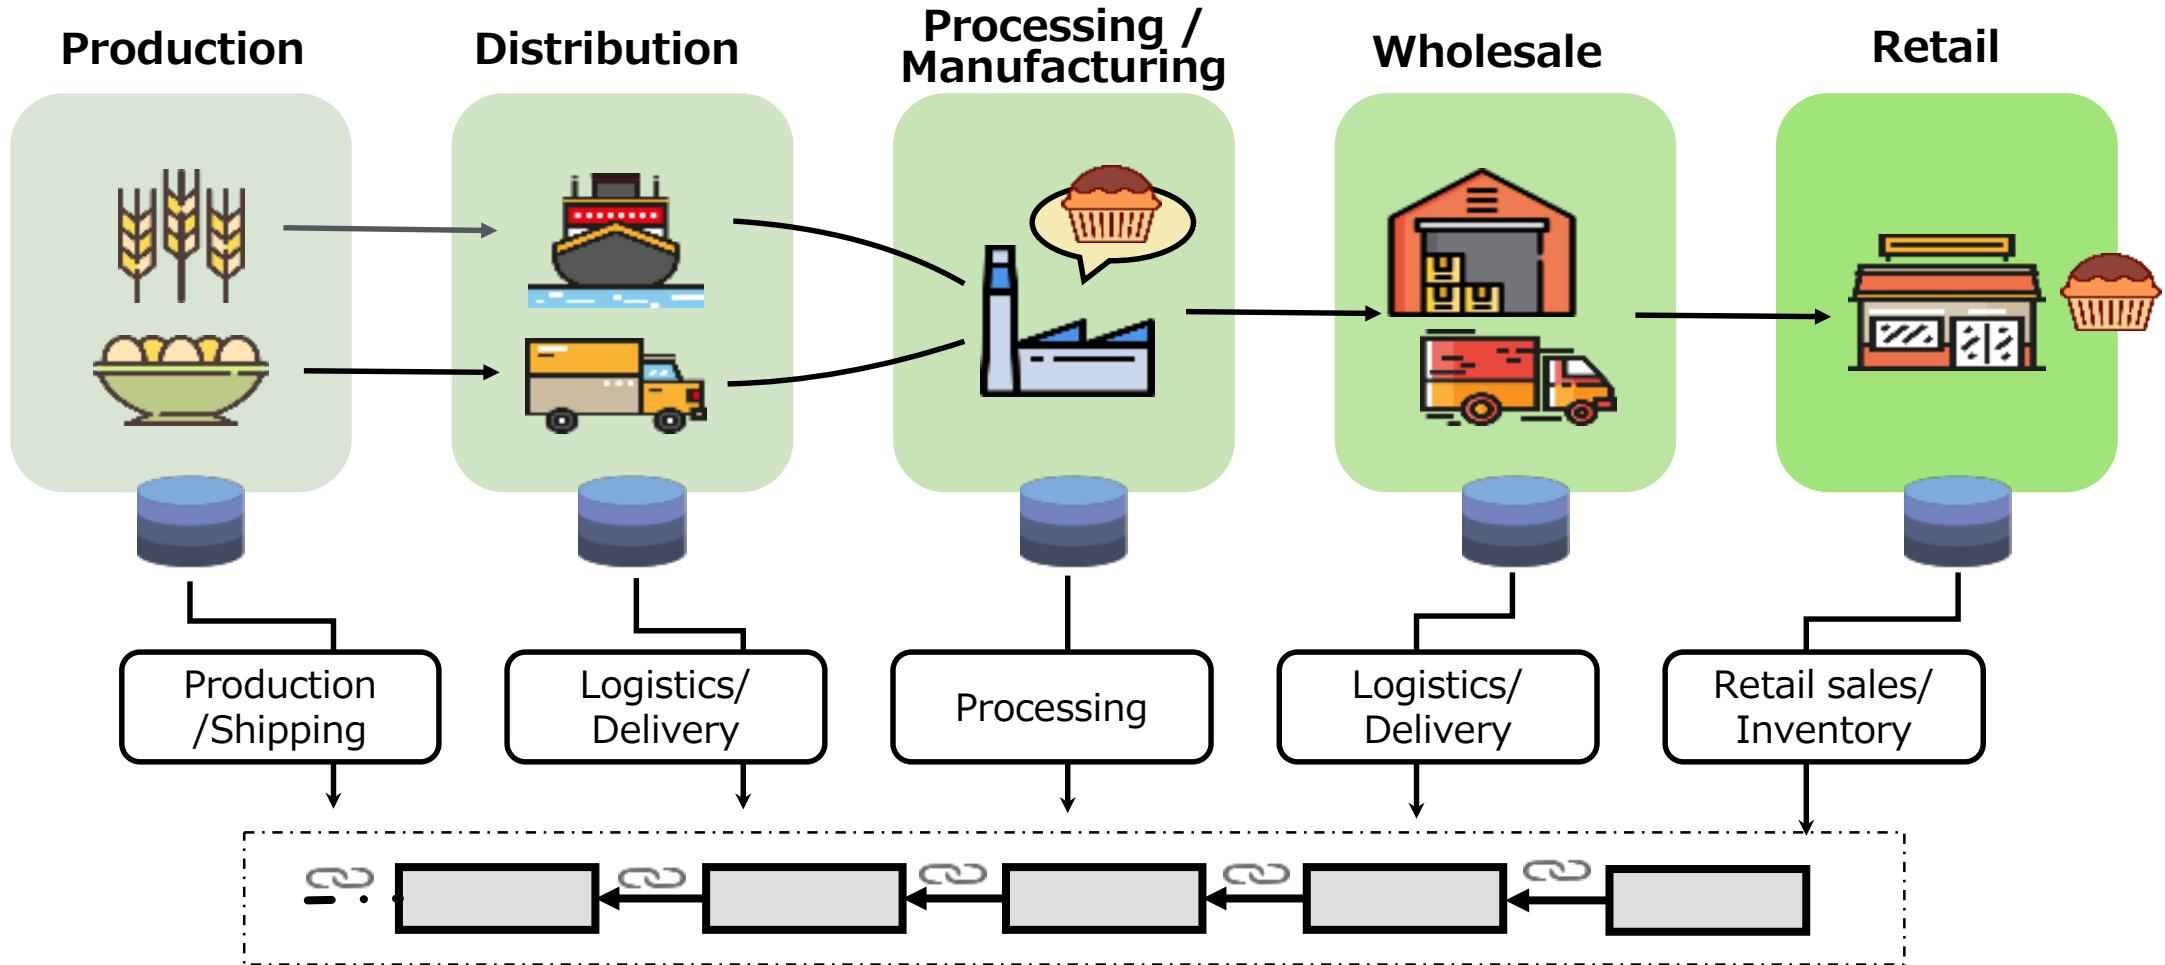 Production
Distribution
Processing /
Manufacturing
Wholesale
Retail
Production
/Shipping
Logistics/
Delivery
Processing
Logistics/
Delivery
Retail sales/
Inventory